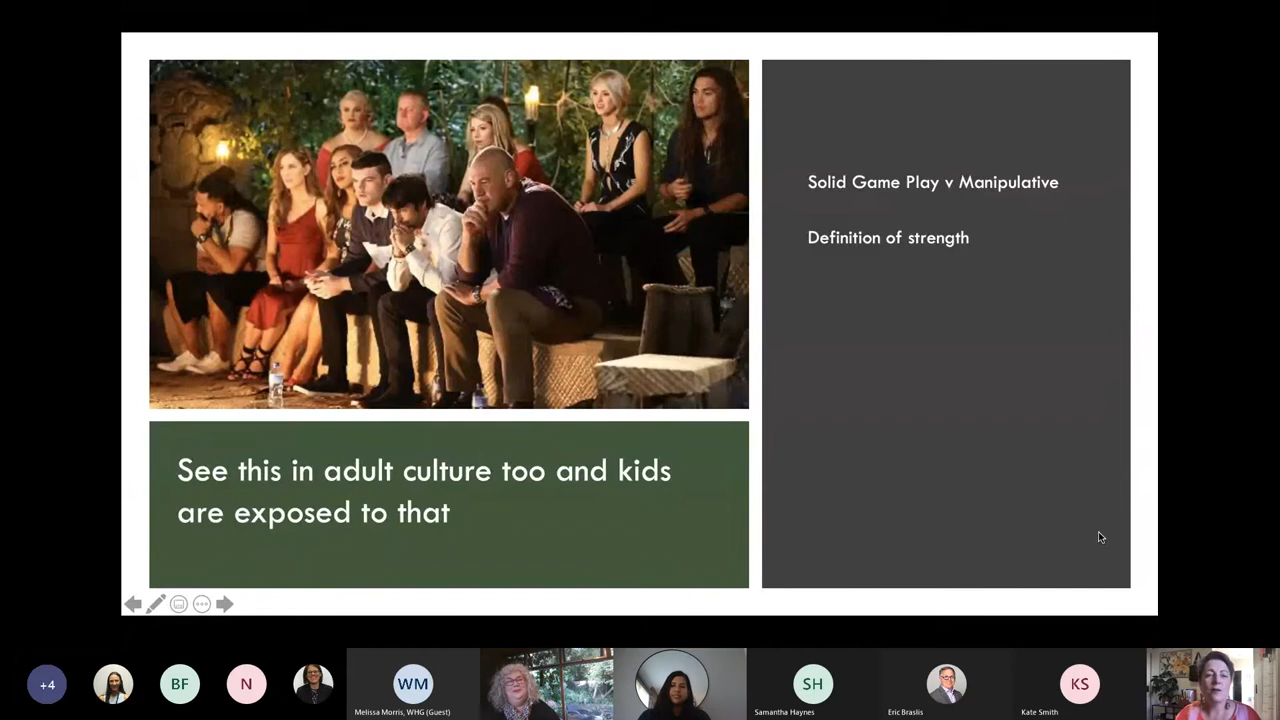 Solid Game Play v Manipulative
Definition of strength
See this in adult culture too and kids
are exposed to that
+4
BF
N
WM
Melissa Morris, WHG (Guest)
SH
Samantha Haynes
Eric Braslis
KS
Kate Smith